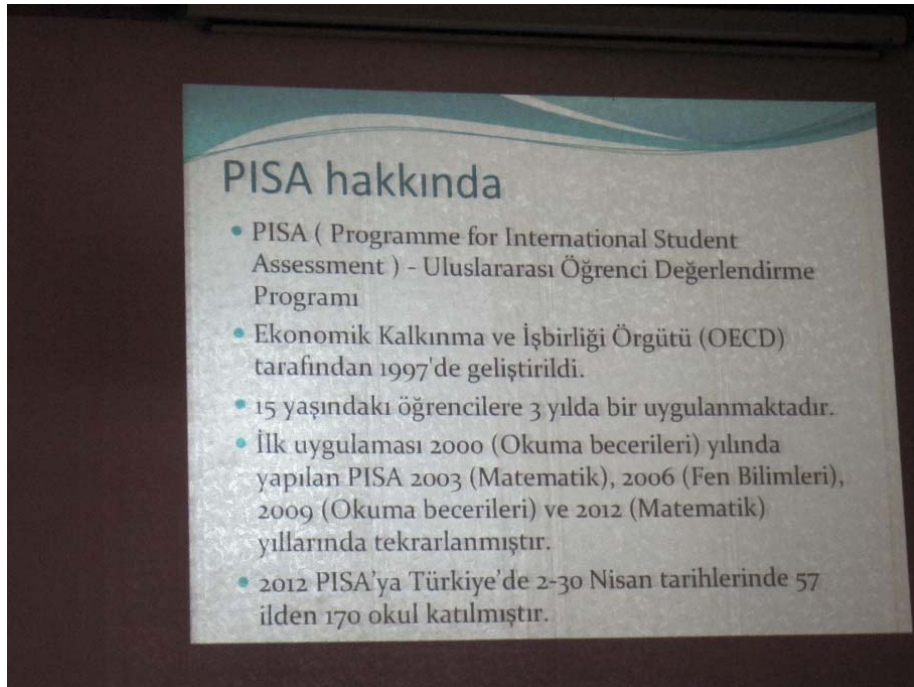 PISA hakkında
• PISA ( Programme for International Student
Assessment ) - Uluslararası Öğrenci Değerlendirme
Programı
• Ekonomik Kalkınma ve İşbirliği Örgütü (OECD)
tarafından 1997'de geliştirildi.
• 15 yaşındaki öğrencilere 3 yılda bir uygulanmaktadır.
• İlk uygulaması 2000 (Okuma becerileri) yılında
yapılan PISA 2003 (Matematik), 2006 (Fen Bilimleri),
2009 (Okuma becerileri) ve 2012 (Matematik)
yıllarında tekrarlanmıştır.
• 2012 PISA’ya Türkiye’de 2-30 Nisan tarihlerinde 57
ilden 170 okul katılmıştır.